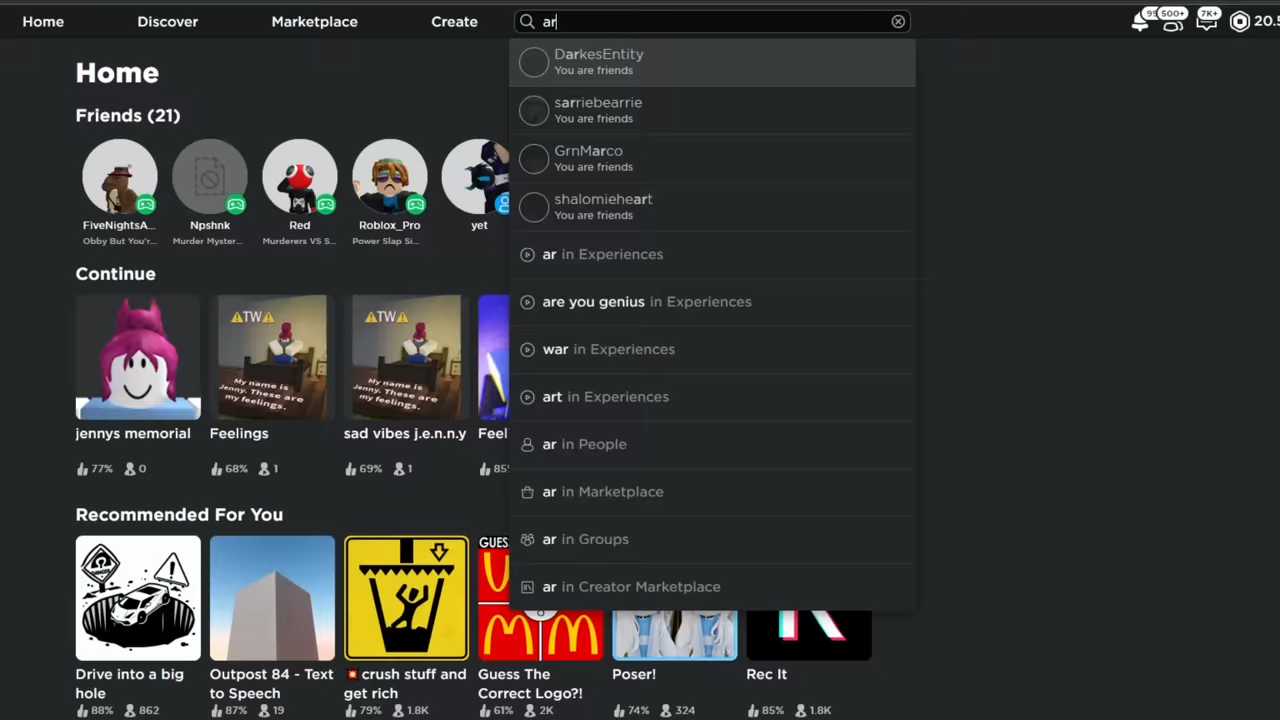 Home
Discover
Marketplace
Create
ar
99
500+
7K+
20.5
Home
Friends (21)
FiveNightsA...
Obby But You'r...
Npshnk
Murder Myster...
Red
Murderers VS S...
Roblox_Pro
Power Slap Si...
yet
DarkesEntity
You are friends
sarriebearrie
You are friends
GrnMarco
You are friends
shalomieheart
You are friends
ar in Experiences
are you genius in Experiences
war in Experiences
art in Experiences
ar in People
ar in Marketplace
ar in Groups
ar in Creator Marketplace
Continue
⚠TW⚠
My name is
Jenny. These are
my feelings.
⚠TW⚠
My name is
Jenny. These are
my feelings.
jennys memorial
77% 0
Feelings
68% 1
sad vibes j.e.n.n.y
69% 1
Feel
85%
Recommended For You
GUESS
Drive into a big
hole
88% 862
Outpost 84 - Text
to Speech
87% 19
💥 crush stuff and
get rich
79% 1.8K
Guess The
Correct Logo?!
61% 2K
Poser!
74% 324
Rec It
85% 1.8K